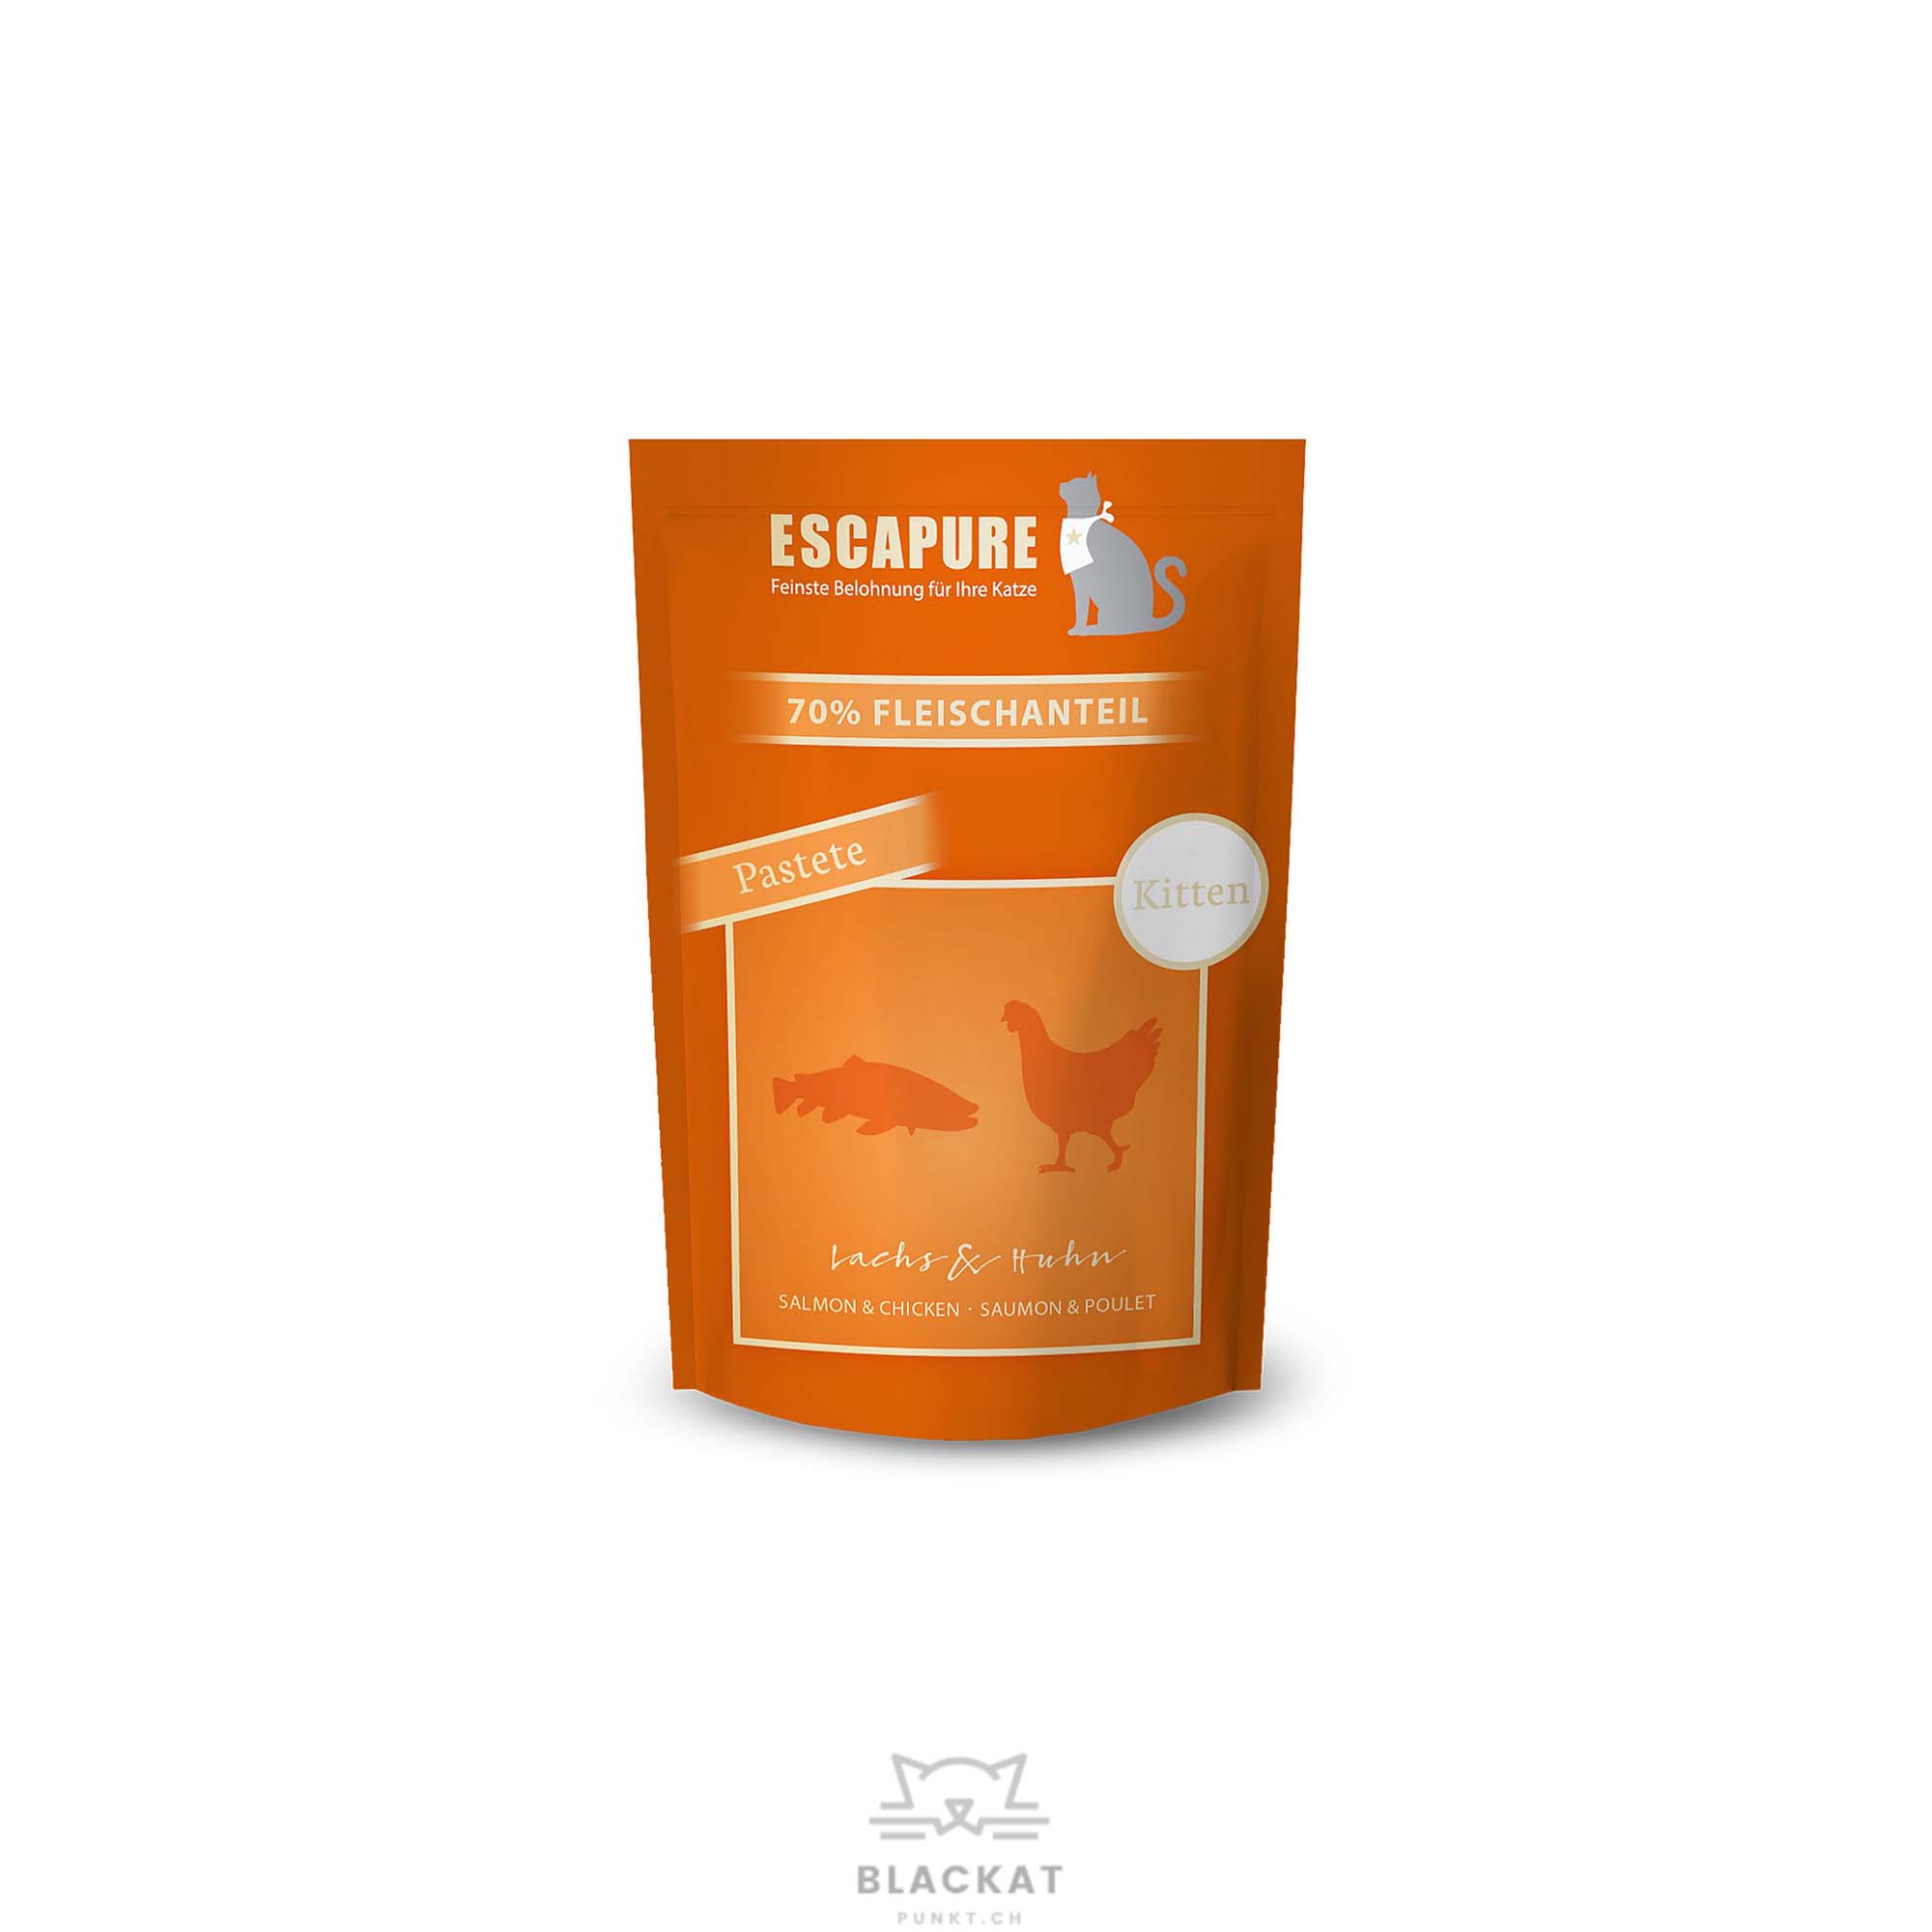 ESCAPURE
Feinste Belohnung für Ihre Katze
70% FLEISCHANTEIL
Pastete
Kitten
Lachs & Huhn
SALMON & CHICKEN · SAUMON & POULET
BLACKAT
PUNKT.CH